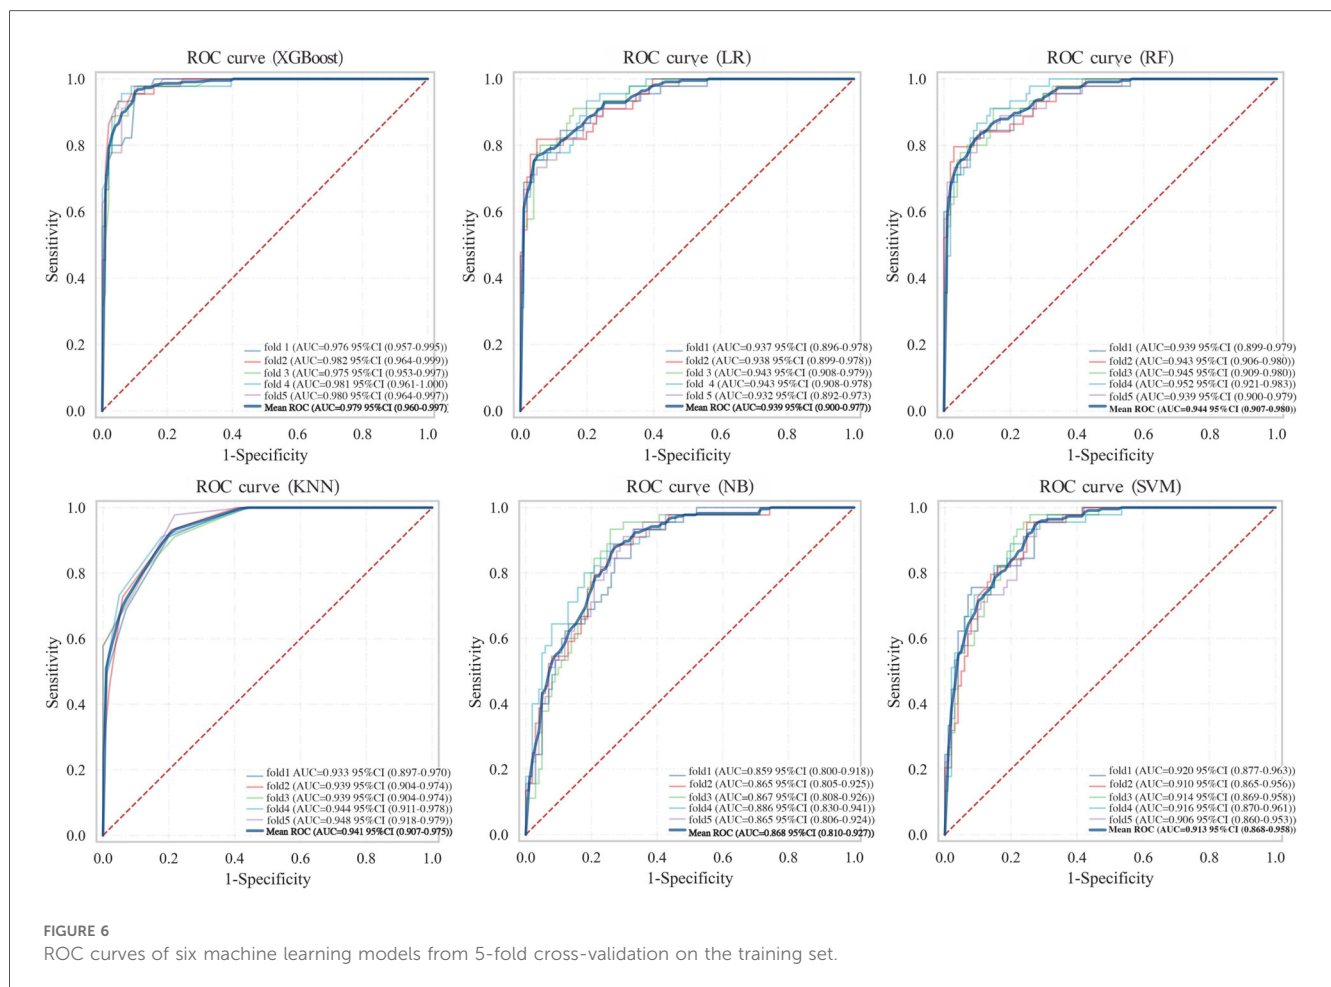 ROC curve (XGBoost)
1.0
0.8
0.6
0.4
0.2
0.0
Sensitivity
fold 1 (AUC=0.976 95%CI (0.957-0.995))
fold2 (AUC=0.982 95%CI (0.964-0.999))
fold 3 (AUC=0.975 95%CI (0.953-0.997)
fold 4 (AUC=0.981 95%CI (0.961-1.000)
fold5 (AUC=0.980 95%CI (0.964-0.997)
Mean ROC (AUC=0.979 95%CI (0.960-0.997)
0.0 0.2 0.4 0.6 0.8 1.0
1-Specificity
ROC curve (LR)
1.0
0.8
0.6
0.4
0.2
0.0
Sensitivity
fold1 (AUC=0.937 95%CI (0.896-0.978)
fold2 (AUC=0.938 95%CI (0.899-0.978))
fold 3 (AUC=0.943 95%CI (0.908-0.979)
fold 4 (AUC=0.943 95%CI (0.908-0.978)
fold 5 (AUC=0.932 95%CI (0.892-0.973)
Mean ROC (AUC=0.939 95%CI (0.900-0.977))
0.0 0.2 0.4 0.6 0.8 1.0
1-Specificity
ROC curve (RF)
1.0
0.8
0.6
0.4
0.2
0.0
Sensitivity
fold1 (AUC=0.939 95%CI (0.899-0.979)
fold2 (AUC=0.943 95%CI (0.906-0.980)
fold3 (AUC=0.945 95%CI (0.909-0.980)
fold4 (AUC=0.952 95%CI (0.921-0.983)
fold5 (AUC=0.939 95%CI (0.900-0.979)
Mean ROC (AUC=0.944 95%CI (0.907-0.980))
0.0 0.2 0.4 0.6 0.8 1.0
1-Specificity
ROC curve (KNN)
1.0
0.8
0.6
0.4
0.2
0.0
Sensitivity
fold1 AUC=0.933 95%CI (0.897-0.970)
fold2 (AUC=0.939 95%CI (0.904-0.974)
fold3 (AUC=0.939 95%CI (0.904-0.974)
fold4 (AUC=0.944 95%CI (0.911-0.978)
fold5 (AUC=0.948 95%CI (0.918-0.979)
Mean ROC (AUC=0.941 95%CI (0.907-0.975))
0.0 0.2 0.4 0.6 0.8 1.0
1-Specificity
ROC curve (NB)
1.0
0.8
0.6
0.4
0.2
0.0
Sensitivity
fold1 (AUC=0.859 95%CI (0.800-0.918))
fold2 (AUC=0.865 95%CI (0.805-0.925)
fold3 (AUC=0.867 95%CI (0.808-0.926)
fold4 (AUC=0.886 95%CI (0.830-0.941)
fold5 (AUC=0.865 95%CI (0.806-0.924)
Mean ROC (AUC=0.868 95%CI (0.810-0.927))
0.0 0.2 0.4 0.6 0.8 1.0
1-Specificity
ROC curve (SVM)
1.0
0.8
0.6
0.4
0.2
0.0
Sensitivity
fold1 (AUC=0.920 95%CI (0.877-0.963))
fold2 (AUC=0.910 95%CI (0.865-0.956)
fold3 (AUC=0.914 95%CI (0.869-0.958)
fold4 (AUC=0.916 95%CI (0.870-0.961)
fold5 (AUC=0.906 95%CI (0.860-0.953)
Mean ROC (AUC=0.913 95%CI (0.868-0.958))
0.0 0.2 0.4 0.6 0.8 1.0
1-Specificity
FIGURE 6
ROC curves of six machine learning models from 5-fold cross-validation on the training set.